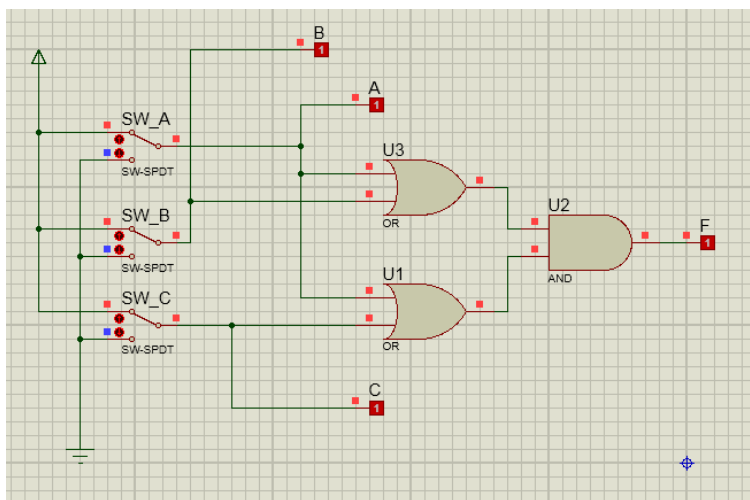 B
1
A
1
SW_A
SW-SPDT
U3
OR
SW_B
SW-SPDT
U2
AND
F
1
SW_C
SW-SPDT
U1
OR
C
1